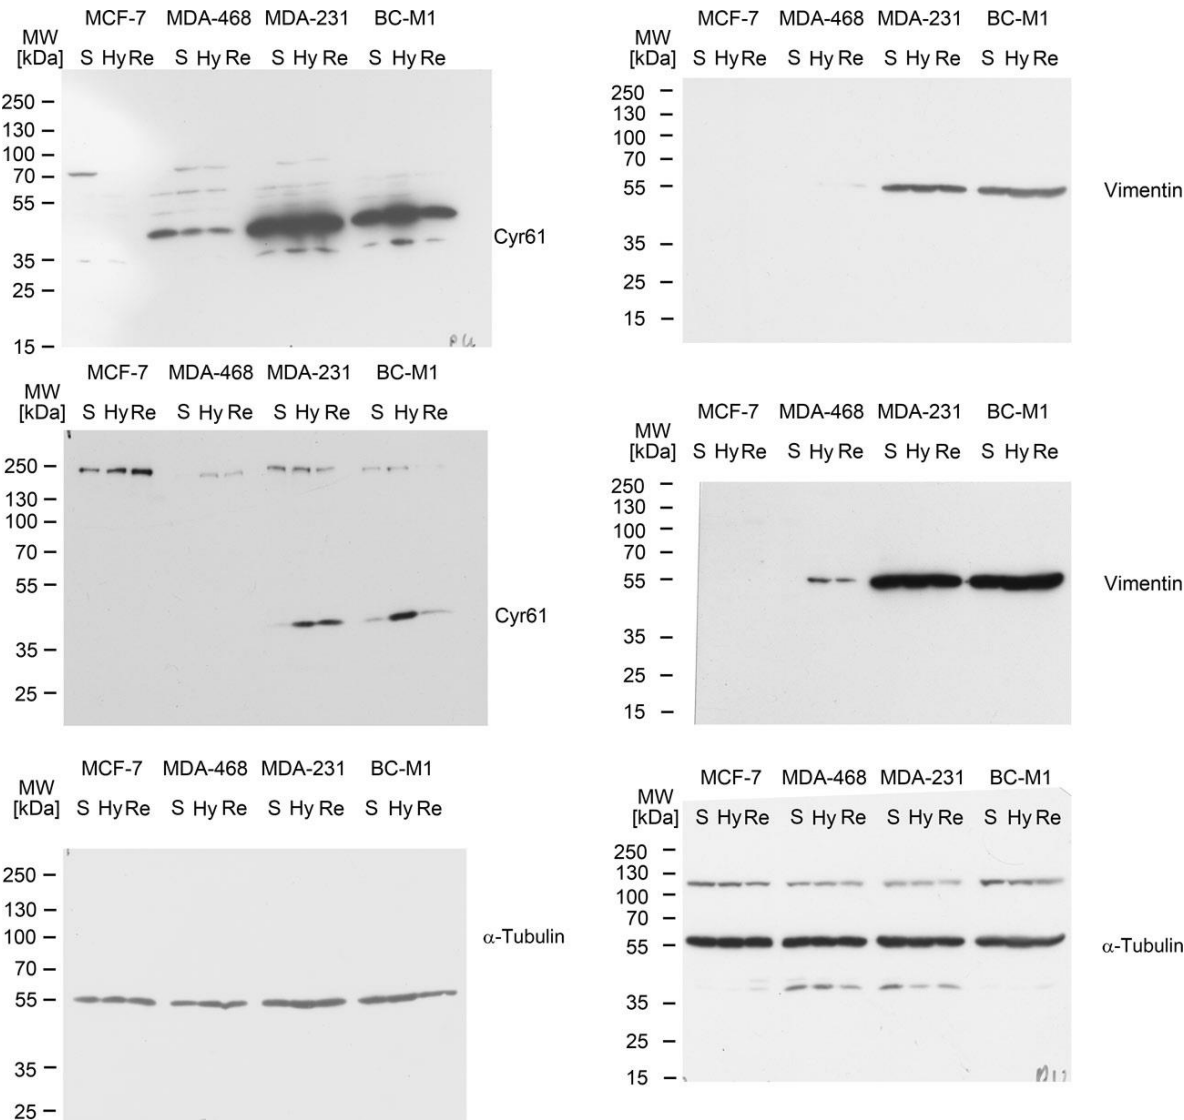 MCF-7 MDA-468 MDA-231 BC-M1
MW
[kDa] S Hy Re S Hy Re S Hy Re S Hy Re
250
130
100
70
55
Cyr61
35
25
15
MCF-7 MDA-468 MDA-231 BC-M1
MW
[kDa] S Hy Re S Hy Re S Hy Re S Hy Re
250
130
100
70
55
Vimentin
35
25
15
MCF-7 MDA-468 MDA-231 BC-M1
MW
[kDa] S Hy Re S Hy Re S Hy Re S Hy Re
250
130
100
70
55
Cyr61
35
25
MCF-7 MDA-468 MDA-231 BC-M1
MW
[kDa] S Hy Re S Hy Re S Hy Re S Hy Re
250
130
100
70
55
Vimentin
35
25
15
MCF-7 MDA-468 MDA-231 BC-M1
MW
[kDa] S Hy Re S Hy Re S Hy Re S Hy Re
250
130
100
α-Tubulin
70
55
35
25
MCF-7 MDA-468 MDA-231 BC-M1
MW
[kDa] S Hy Re S Hy Re S Hy Re S Hy Re
250
130
100
70
55
α-Tubulin
35
25
15